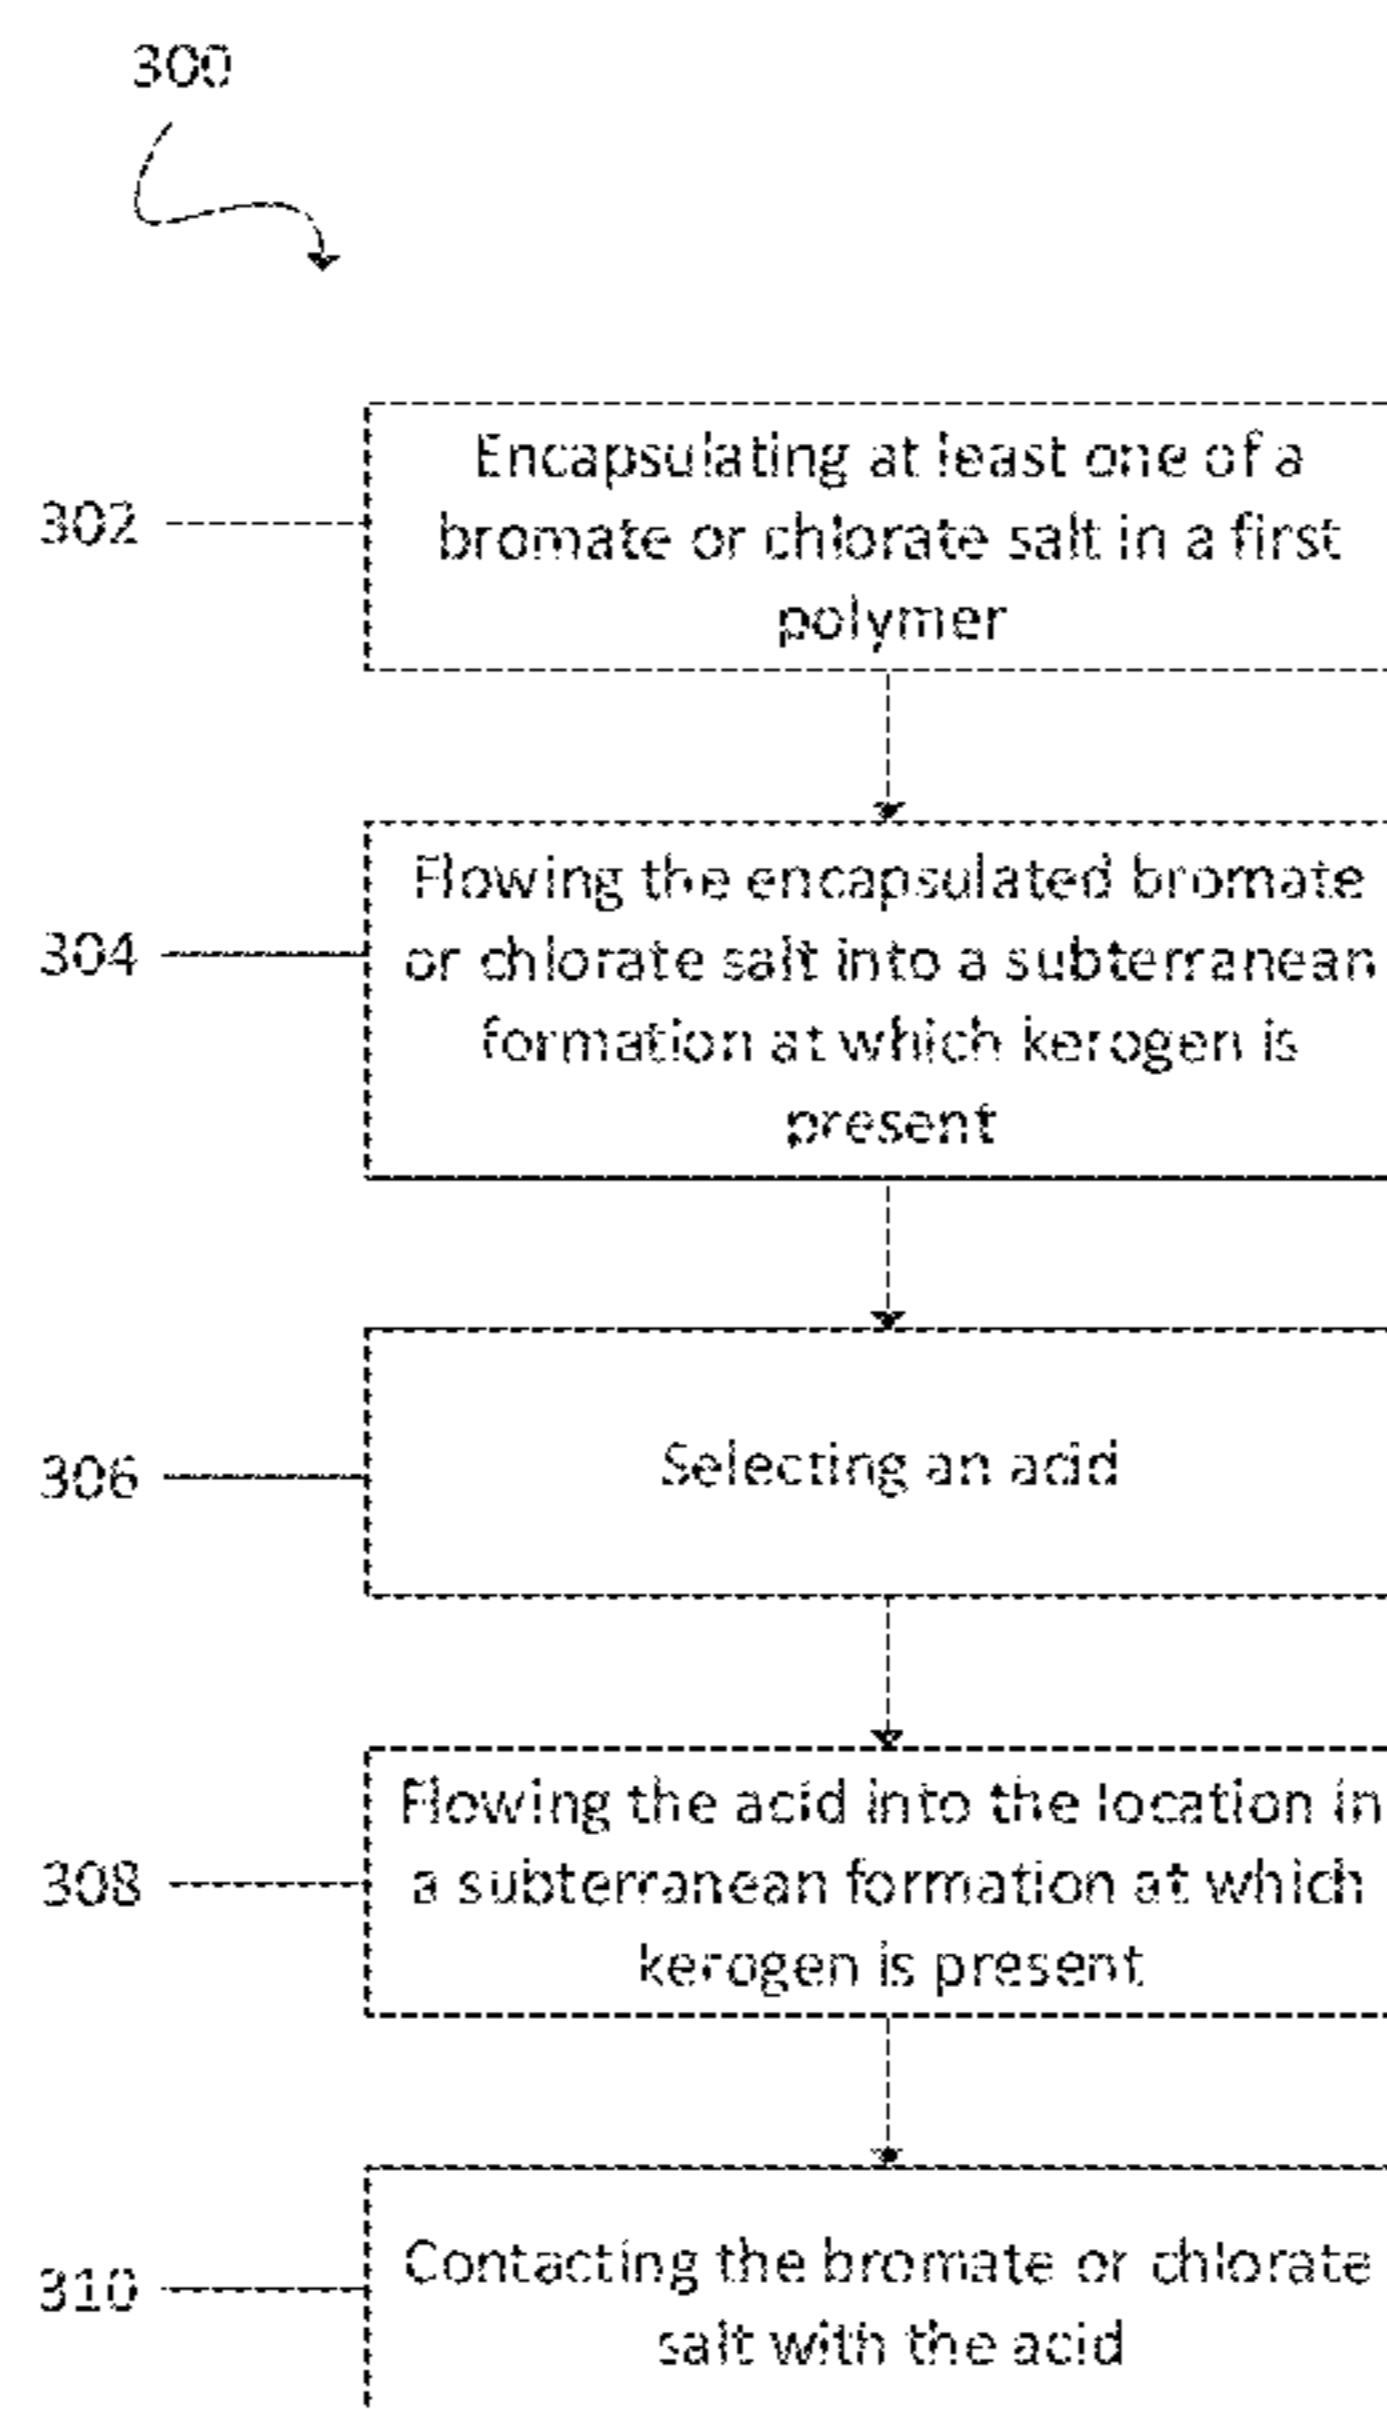 300
302
Encapsulating at least one of a
bromate or chlorate salt in a first
polymer
304
Flowing the encapsulated bromate
or chlorate salt into a subterranean
formation at which kerogen is
present
306
Selecting an acid
308
Flowing the acid into the location in
a subterranean formation at which
kerogen is present
310
Contacting the bromate or chlorate
salt with the acid